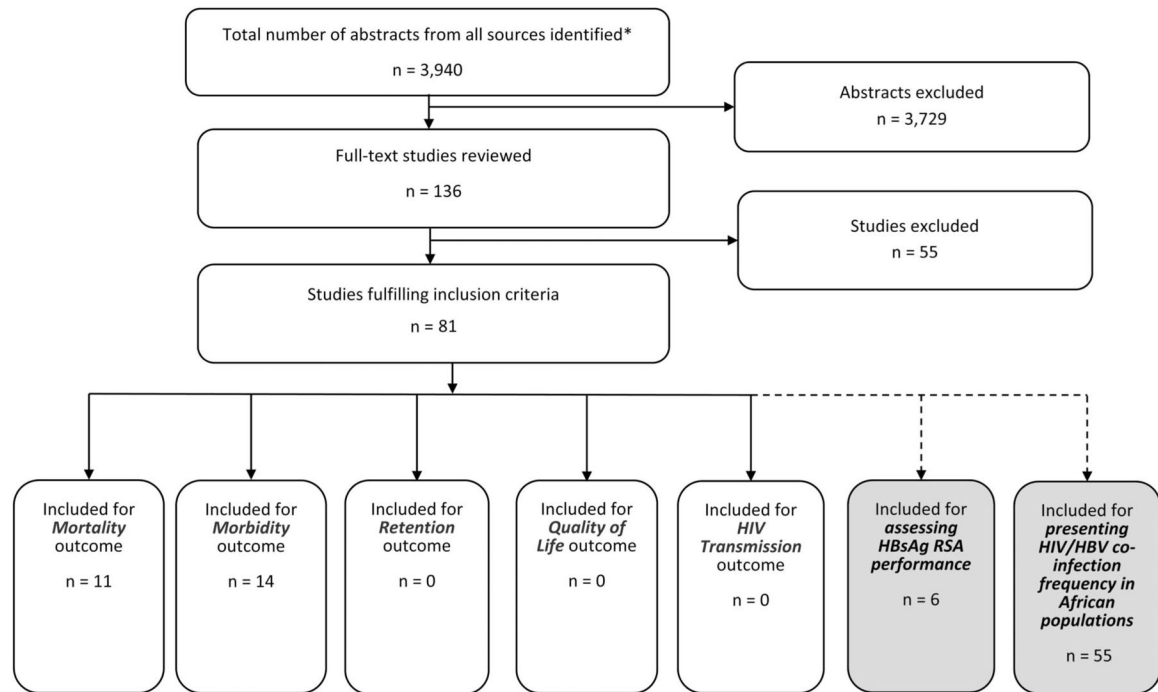 Total number of abstracts from all sources identified*
n = 3,940
Abstracts excluded
n = 3,729
Full-text studies reviewed
n = 136
Studies excluded
n = 55
Studies fulfilling inclusion criteria
n = 81
Included for
Mortality
outcome
n = 11
Included for
Morbidity
outcome
n = 14
Included for
Retention
outcome
n = 0
Included for
Quality of
Life outcome
n = 0
Included for
HIV
Transmission
outcome
n = 0
Included for
assessing
HBsAg RSA
performance
n = 6
Included for
presenting
HIV/HBV co-
infection
frequency in
African
populations
n = 55